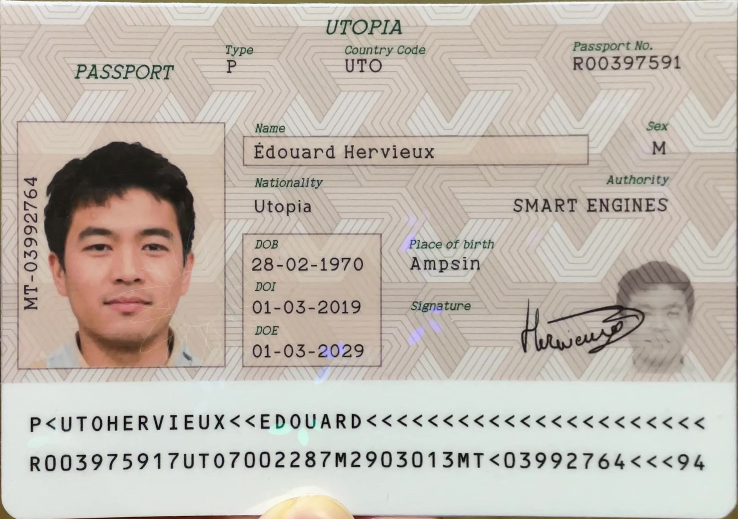 UTOPIA
PASSPORT
Type
P
Country Code
UTO
Passport No.
R00397591
Name
Édouard Hervieux
Sex
M
Nationality
Utopia
Authority
SMART ENGINES
DOB
28-02-1970
Place of birth
Ampsin
DOI
01-03-2019
Signature
Hervieux
DOE
01-03-2029
MT-03992764
P<UTOHERVIEUX<<EDOUARD<<<<<<<<<<<<<<<<<<<<<<
R003975917UTO7002287M2903013MT<03992764<<<94